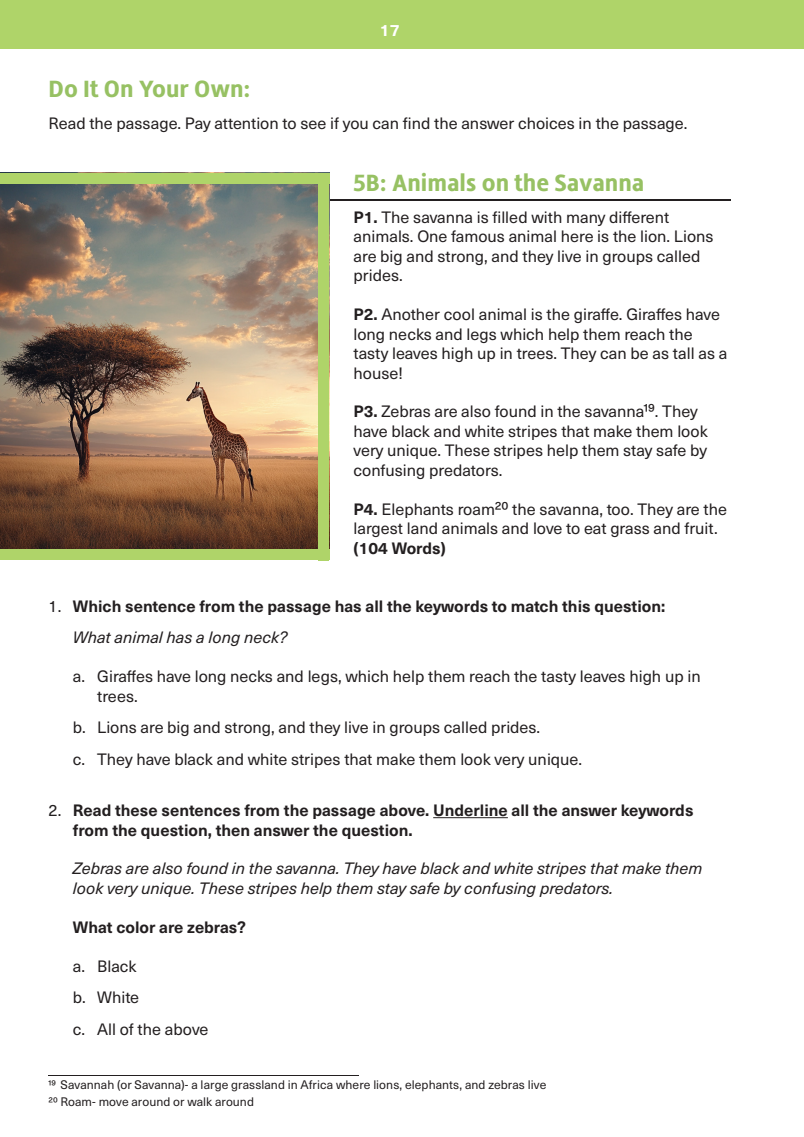 17
Do It On Your Own:
Read the passage. Pay attention to see if you can find the answer choices in the passage.
5B: Animals on the Savanna
P1. The savanna is filled with many different
animals. One famous animal here is the lion. Lions
are big and strong, and they live in groups called
prides.
P2. Another cool animal is the giraffe. Giraffes have
long necks and legs which help them reach the
tasty leaves high up in trees. They can be as tall as a
house!
P3. Zebras are also found in the savanna¹⁹. They
have black and white stripes that make them look
very unique. These stripes help them stay safe by
confusing predators.
P4. Elephants roam²⁰ the savanna, too. They are the
largest land animals and love to eat grass and fruit.
(104 Words)
1. Which sentence from the passage has all the keywords to match this question:
What animal has a long neck?
a. Giraffes have long necks and legs, which help them reach the tasty leaves high up in
trees.
b. Lions are big and strong, and they live in groups called prides.
c. They have black and white stripes that make them look very unique.
2. Read these sentences from the passage above. Underline all the answer keywords
from the question, then answer the question.
Zebras are also found in the savanna. They have black and white stripes that make them
look very unique. These stripes help them stay safe by confusing predators.
What color are zebras?
a. Black
b. White
c. All of the above
¹⁹ Savannah (or Savanna)- a large grassland in Africa where lions, elephants, and zebras live
²⁰ Roam- move around or walk around